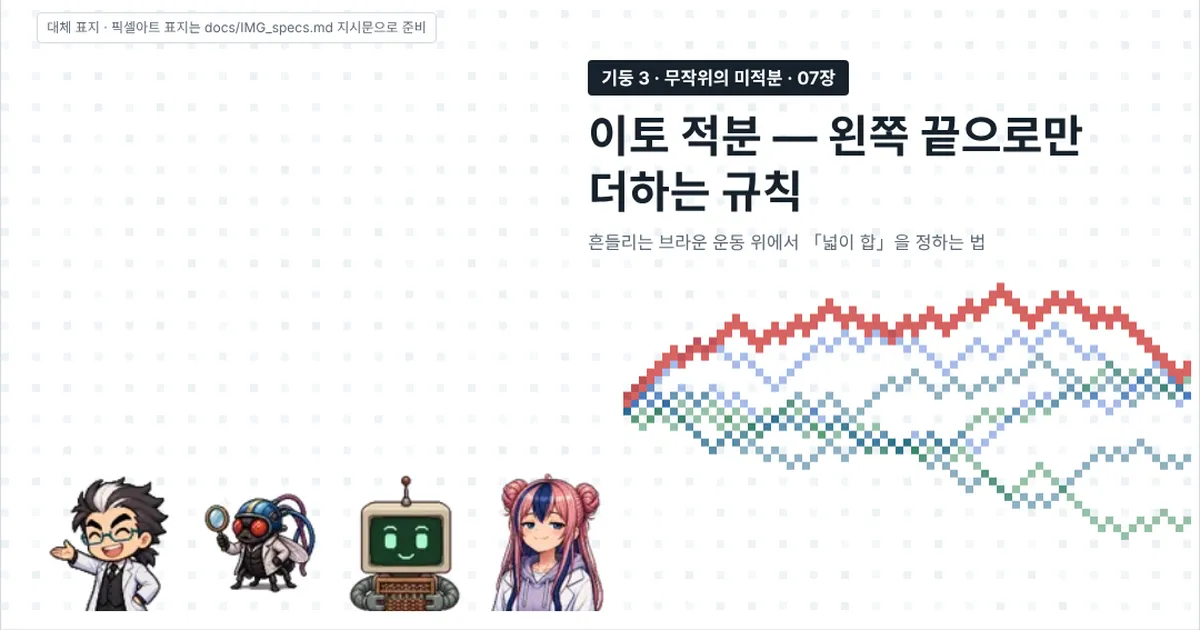 대체 표지 · 픽셀아트 표지는 docs/IMG_specs.md 지시문으로 준비
기둥 3 · 무작위의 미적분 · 07장
이토 적분 — 왼쪽 끝으로만
더하는 규칙
흔들리는 브라운 운동 위에서 「넓이 합」을 정하는 법